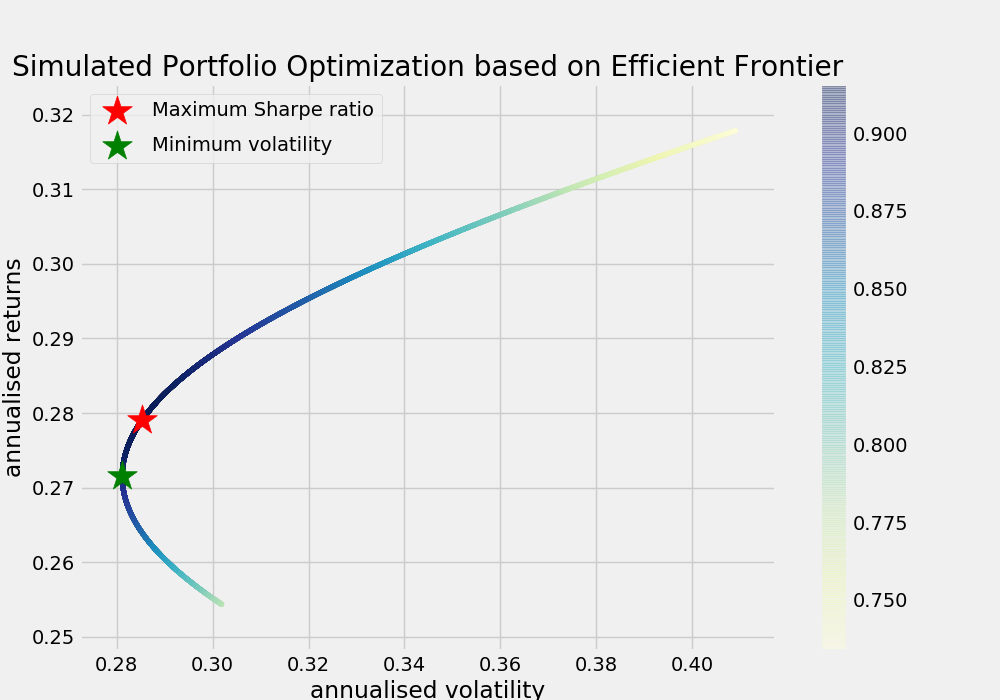 Simulated Portfolio Optimization based on Efficient Frontier
Maximum Sharpe ratio
Minimum volatility
annualised returns
0.32
0.31
0.30
0.29
0.28
0.27
0.26
0.25
0.28 0.30 0.32 0.34 0.36 0.38 0.40
annualised volatility
0.900
0.875
0.850
0.825
0.800
0.775
0.750